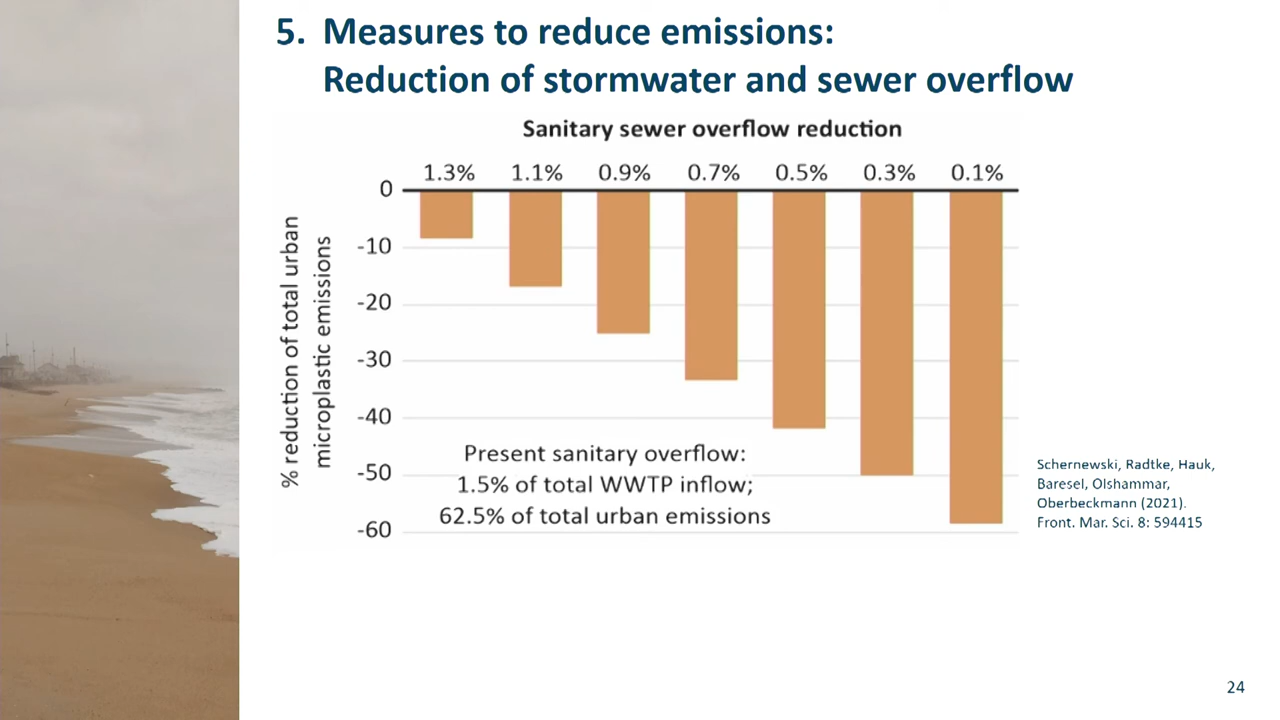 5. Measures to reduce emissions:
Reduction of stormwater and sewer overflow
Sanitary sewer overflow reduction
1.3% 1.1% 0.9% 0.7% 0.5% 0.3% 0.1%
0
-10
-20
-30
-40
-50
-60
% reduction of total urban
microplastic emissions
Present sanitary overflow:
1.5% of total WWTP inflow;
62.5% of total urban emissions
Schernewski, Radtke, Hauk,
Baresel, Olshammar,
Oberbeckmann (2021).
Front. Mar. Sci. 8: 594415
24